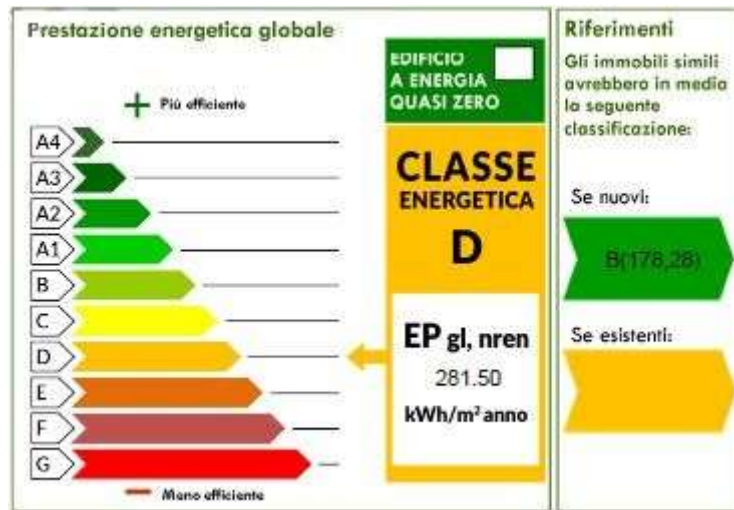 Prestazione energetica globale
Più efficiente
A4
A3
A2
A1
B
C
D
E
F
G
Meno efficiente
EDIFICIO
A ENERGIA
QUASI ZERO
CLASSE
ENERGETICA
D
EP gl, nren
281.50
kWh/m² anno
Riferimenti
Gli immobili simili
avrebbero in media
la seguente
classificazione:
Se nuovi:
B(178,28)
Se esistenti: